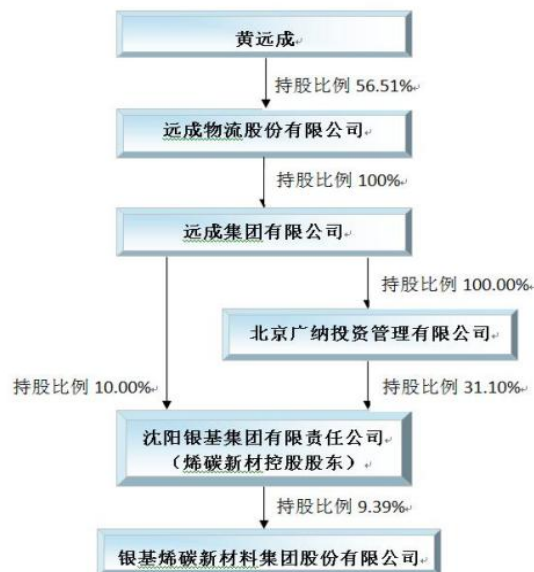 黄远成
持股比例 56.51%
远成物流股份有限公司
持股比例 100%
远成集团有限公司
持股比例 100.00%
北京广纳投资管理有限公司
持股比例 10.00%
持股比例 31.10%
沈阳银基集团有限责任公司
（烯碳新材控股股东）
持股比例 9.39%
银基烯碳新材料集团股份有限公司